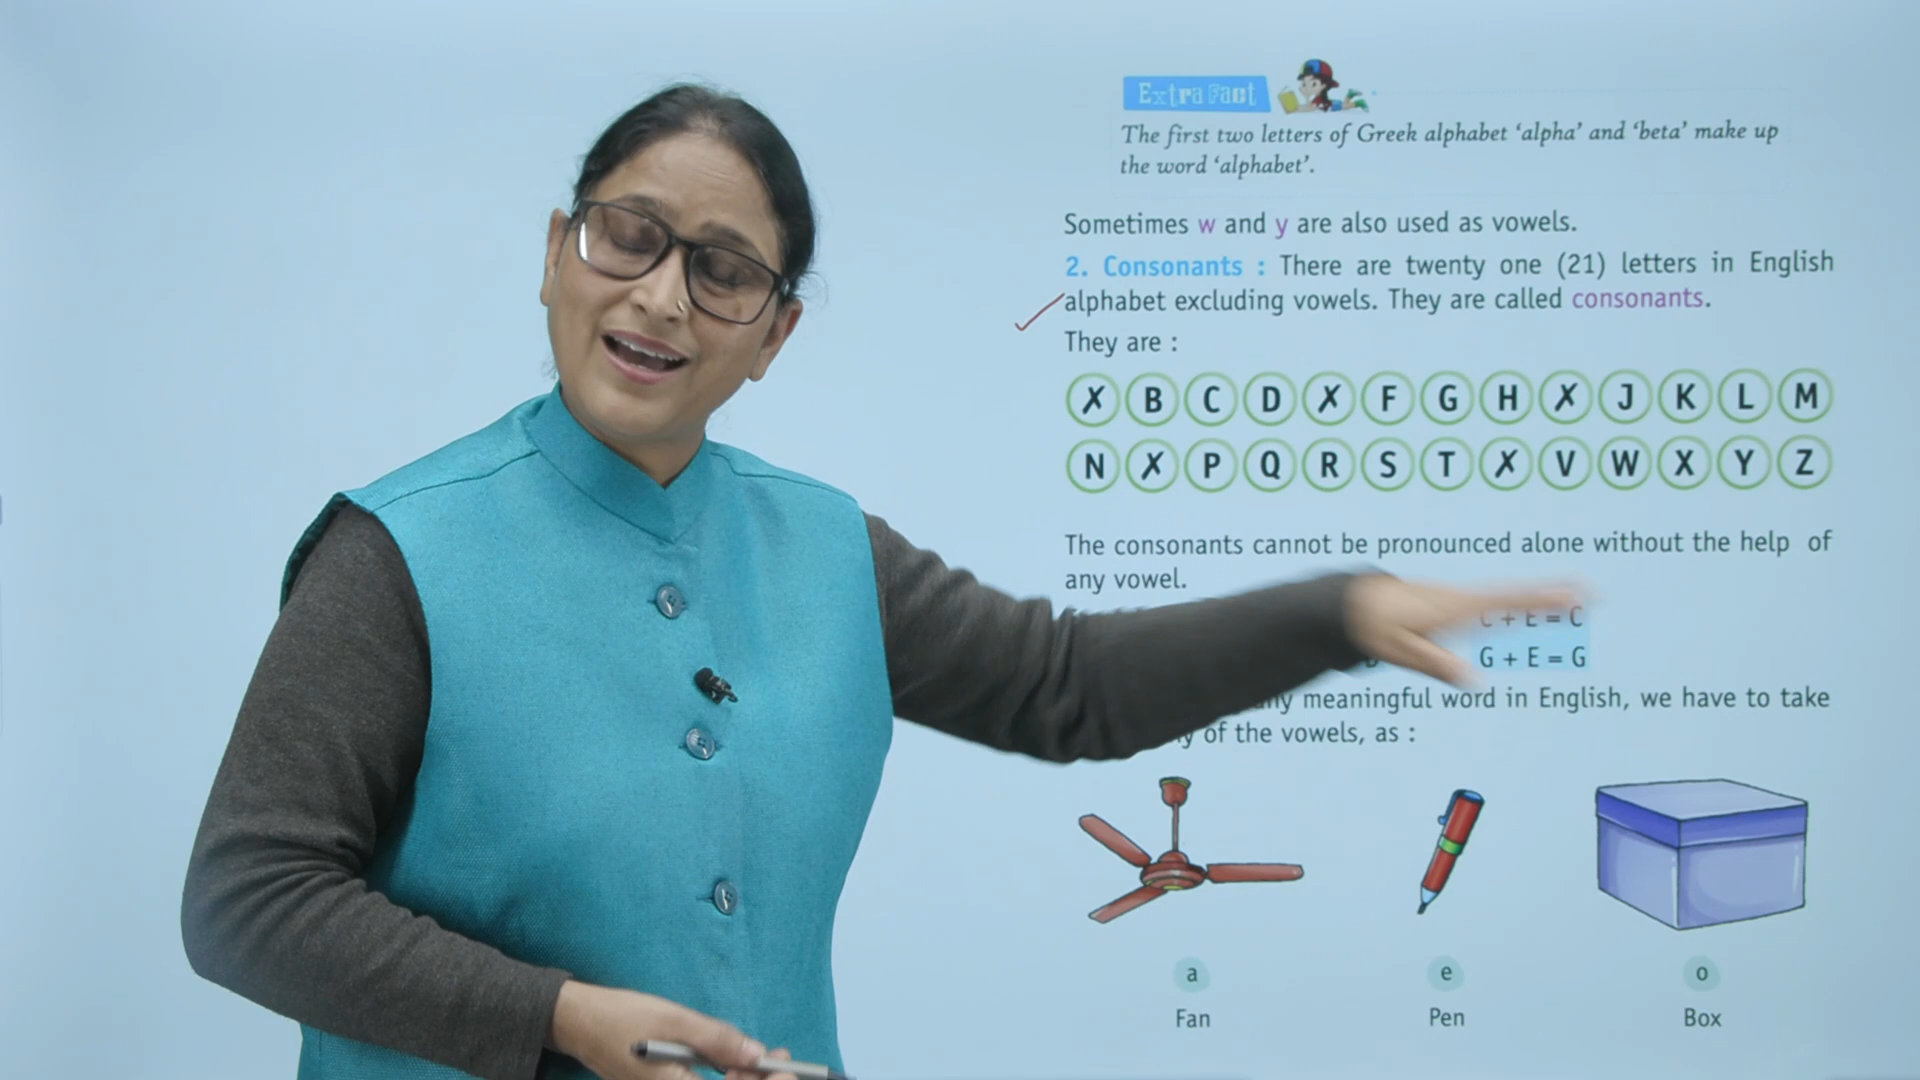 Extra Fact
The first two letters of Greek alphabet ‘alpha’ and ‘beta’ make up
the word ‘alphabet’.
Sometimes w and y are also used as vowels.
2. Consonants : There are twenty one (21) letters in English
alphabet excluding vowels. They are called consonants.
They are :
✗ B C D ✗ F G H ✗ J K L M
N ✗ P Q R S T ✗ V W X Y Z
The consonants cannot be pronounced alone without the help of
any vowel.
C + E = C
G + E = G
meaningful word in English, we have to take
of the vowels, as :
a e o
Fan Pen Box